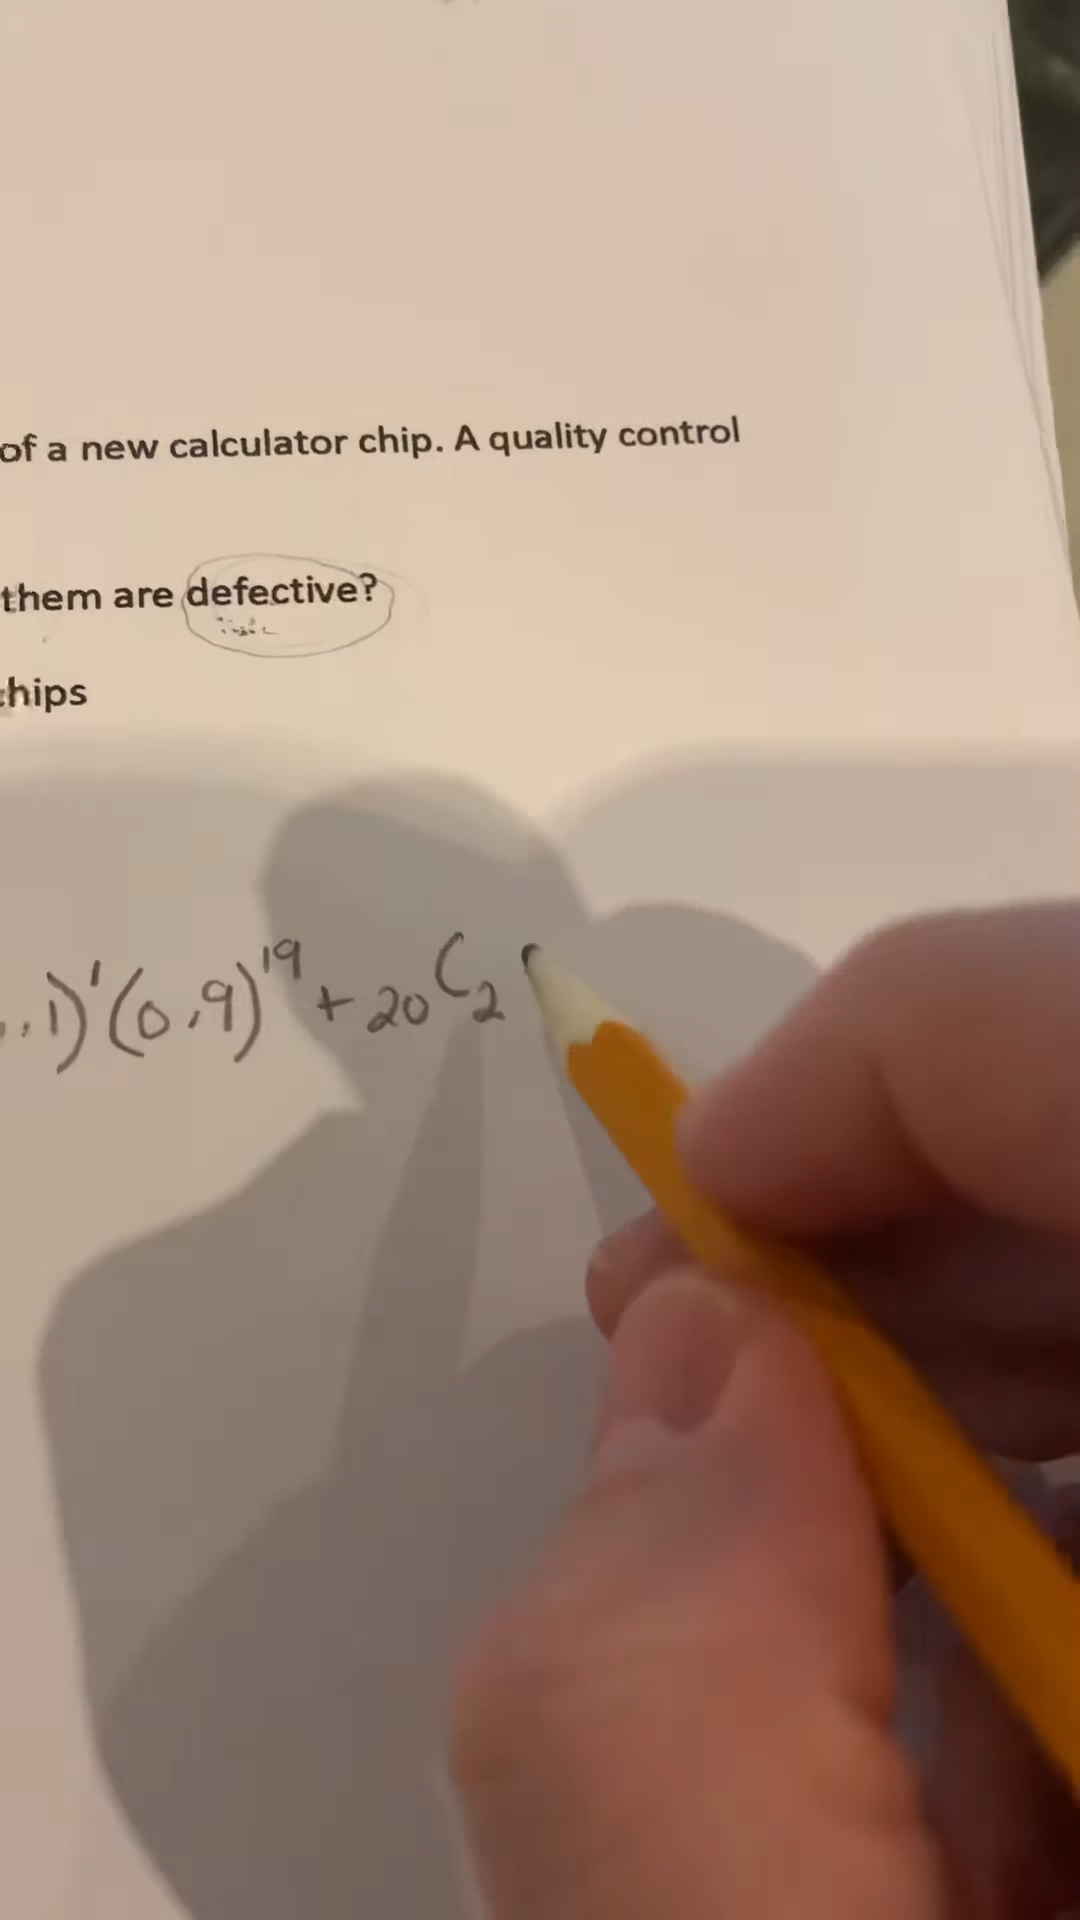 of a new calculator chip. A quality control
them are defective?
hips
.1)¹(0.9)¹⁹ + 20C₂